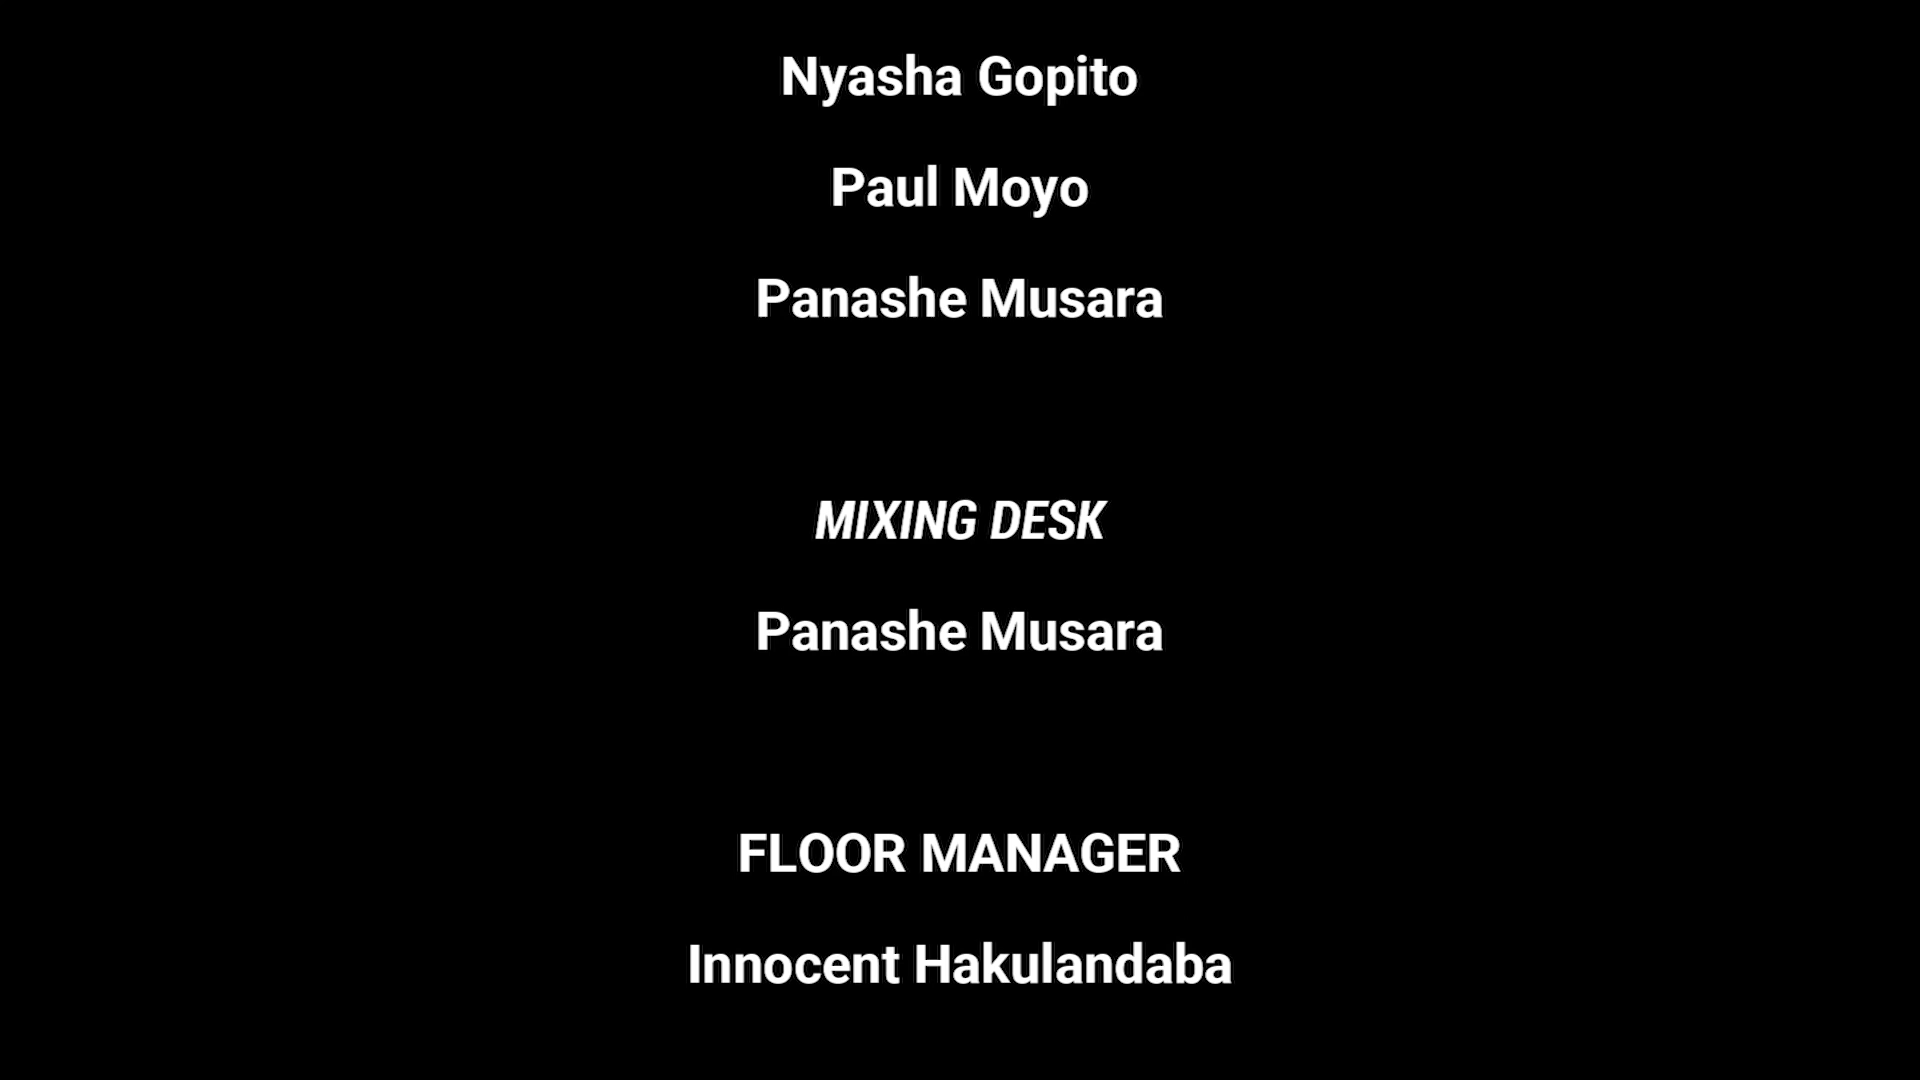 Nyasha Gopito
Paul Moyo
Panashe Musara
MIXING DESK
Panashe Musara
FLOOR MANAGER
Innocent Hakulandaba